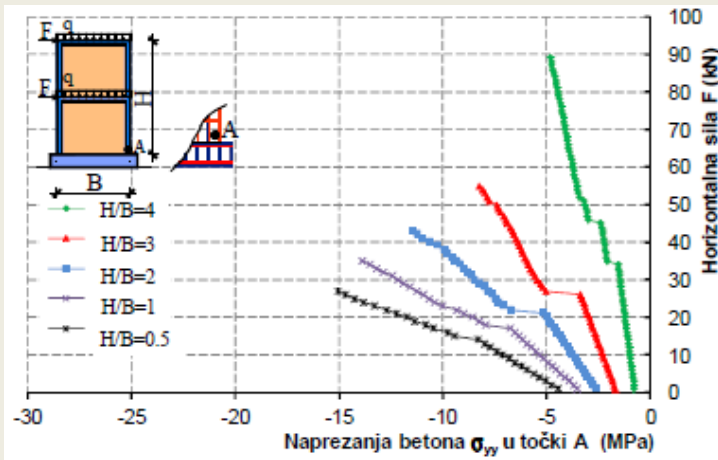 F q
F q
H
A
B
A
H/B=4
H/B=3
H/B=2
H/B=1
H/B=0.5
100
90
80
70
60
50
40
30
20
10
0
Horizontalna sila F (kN)
-30 -25 -20 -15 -10 -5 0
Naprezanja betona σyy u točki A (MPa)